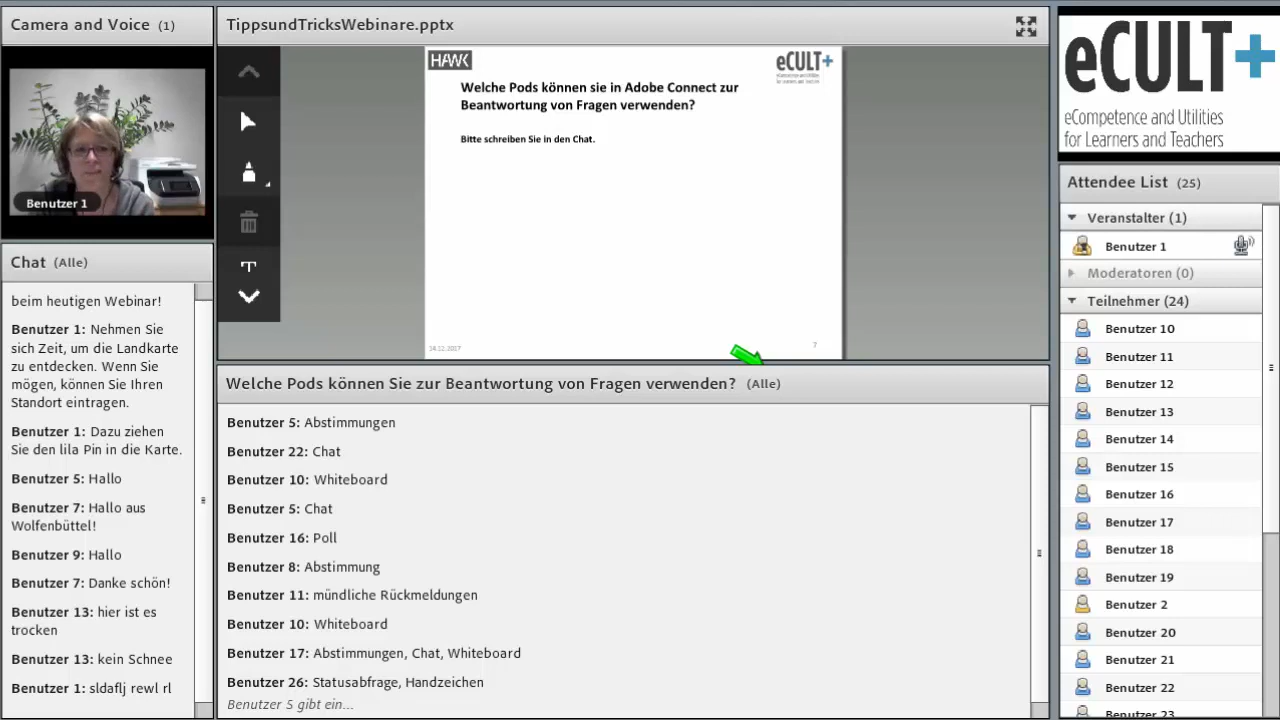 Camera and Voice (1)
Benutzer 1
Chat (Alle)
beim heutigen Webinar!
Benutzer 1: Nehmen Sie
sich Zeit, um die Landkarte
zu entdecken. Wenn Sie
mögen, können Sie Ihren
Standort eintragen.
Benutzer 1: Dazu ziehen
Sie den lila Pin in die Karte.
Benutzer 5: Hallo
Benutzer 7: Hallo aus
Wolfenbüttel!
Benutzer 9: Hallo
Benutzer 7: Danke schön!
Benutzer 13: hier ist es
trocken
Benutzer 13: kein Schnee
Benutzer 1: sldaflj rewl rl
TippsundTricksWebinare.pptx
HAWK
eCULT+
Welche Pods können sie in Adobe Connect zur
Beantwortung von Fragen verwenden?
Bitte schreiben Sie in den Chat.
14.12.2017
7
Welche Pods können Sie zur Beantwortung von Fragen verwenden? (Alle)
Benutzer 5: Abstimmungen
Benutzer 22: Chat
Benutzer 10: Whiteboard
Benutzer 5: Chat
Benutzer 16: Poll
Benutzer 8: Abstimmung
Benutzer 11: mündliche Rückmeldungen
Benutzer 10: Whiteboard
Benutzer 17: Abstimmungen, Chat, Whiteboard
Benutzer 26: Statusabfrage, Handzeichen
Benutzer 5 gibt ein...
eCULT+
eCompetence and Utilities
for Learners and Teachers
Attendee List (25)
Veranstalter (1)
Benutzer 1
Moderatoren (0)
Teilnehmer (24)
Benutzer 10
Benutzer 11
Benutzer 12
Benutzer 13
Benutzer 14
Benutzer 15
Benutzer 16
Benutzer 17
Benutzer 18
Benutzer 19
Benutzer 2
Benutzer 20
Benutzer 21
Benutzer 22
Benutzer 23